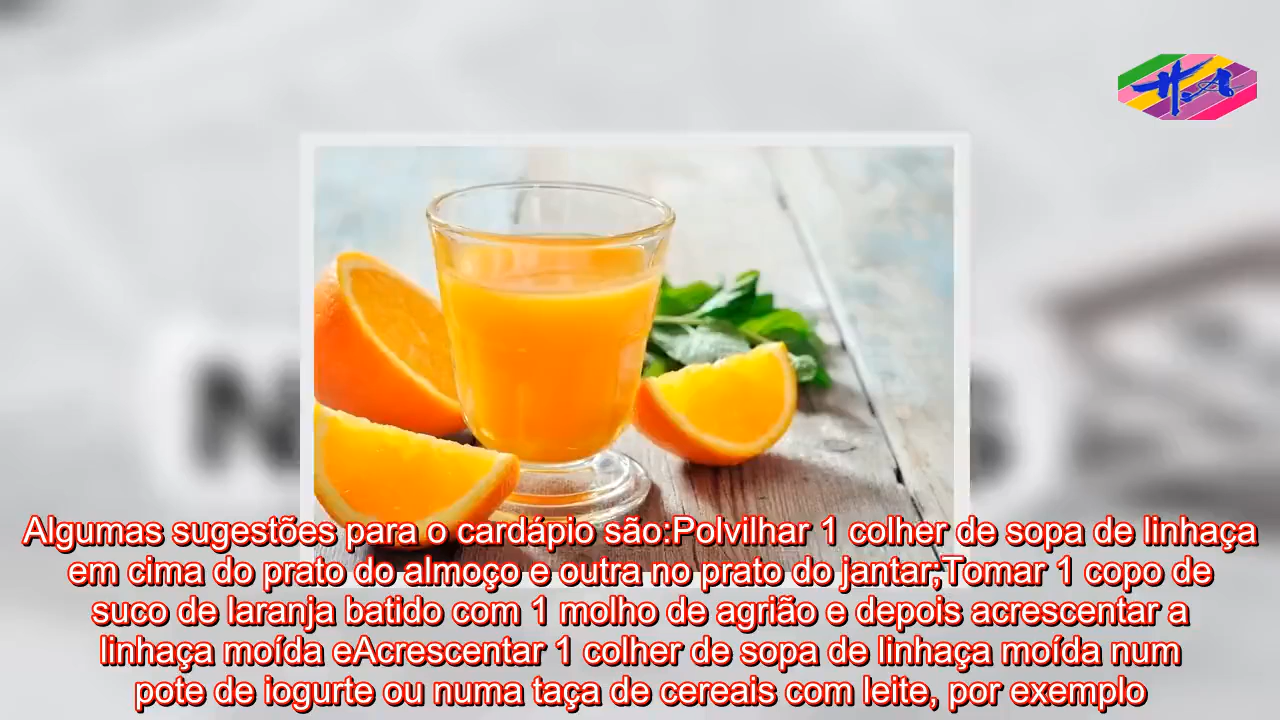 HA
Algumas sugestões para o cardápio são:Polvilhar 1 colher de sopa de linhaça
em cima do prato do almoço e outra no prato do jantar;Tomar 1 copo de
suco de laranja batido com 1 molho de agrião e depois acrescentar a
linhaça moída eAcrescentar 1 colher de sopa de linhaça moída num
pote de iogurte ou numa taça de cereais com leite, por exemplo